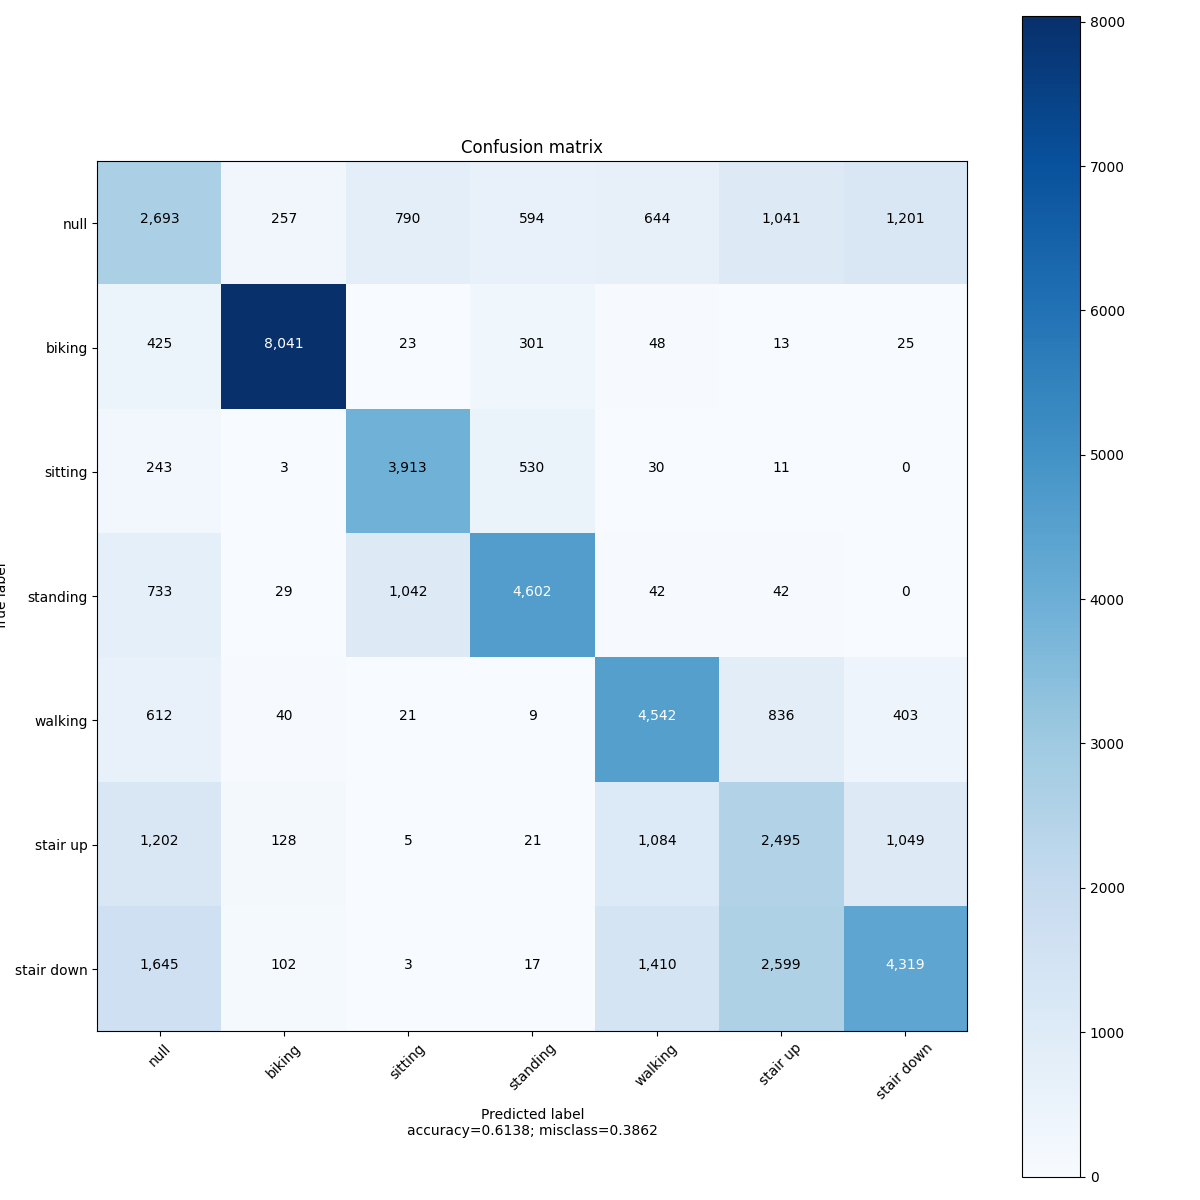 Confusion matrix
null 2,693 257 790 594 644 1,041 1,201
biking 425 8,041 23 301 48 13 25
sitting 243 3 3,913 530 30 11 0
standing 733 29 1,042 4,602 42 42 0
walking 612 40 21 9 4,542 836 403
stair up 1,202 128 5 21 1,084 2,495 1,049
stair down 1,645 102 3 17 1,410 2,599 4,319
null biking sitting standing walking stair up stair down
Predicted label
accuracy=0.6138; misclass=0.3862
True label
8000
7000
6000
5000
4000
3000
2000
1000
0